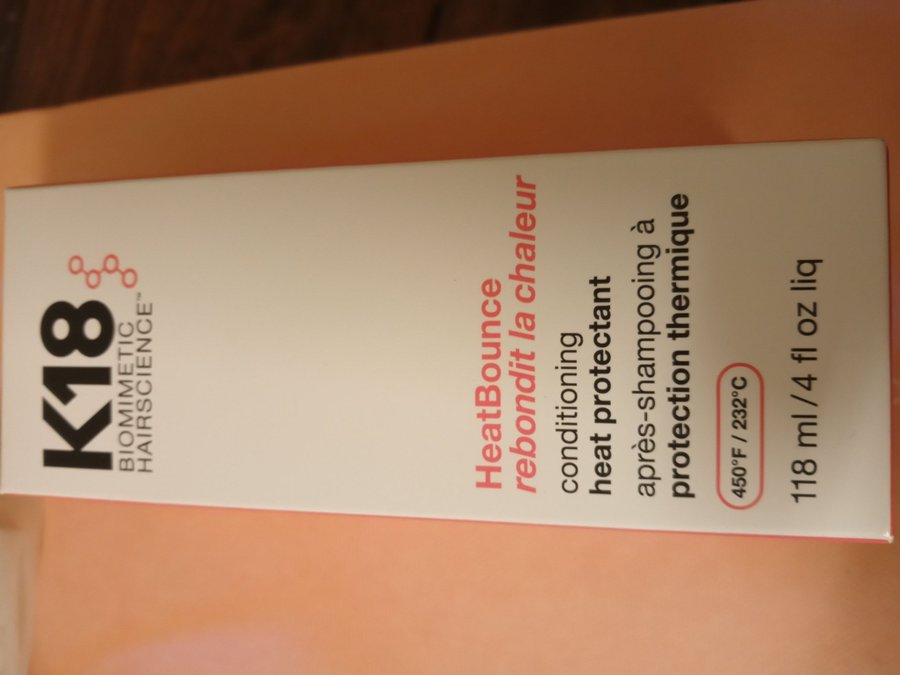 K18
BIOMIMETIC
HAIRSCIENCE™
HeatBounce
rebondit la chaleur
conditioning
heat protectant
après-shampooing à
protection thermique
450°F / 232°C
118 ml / 4 fl oz liq